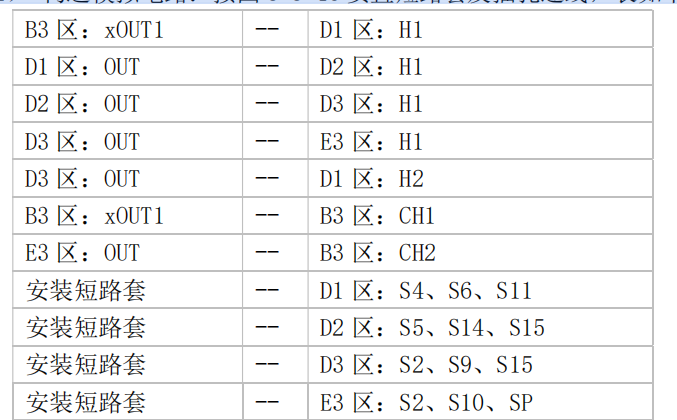 B3 区：xOUT1 -- D1 区：H1
D1 区：OUT -- D2 区：H1
D2 区：OUT -- D3 区：H1
D3 区：OUT -- E3 区：H1
D3 区：OUT -- D1 区：H2
B3 区：xOUT1 -- B3 区：CH1
E3 区：OUT -- B3 区：CH2
安装短路套 -- D1 区：S4、S6、S11
安装短路套 -- D2 区：S5、S14、S15
安装短路套 -- D3 区：S2、S9、S15
安装短路套 -- E3 区：S2、S10、SP